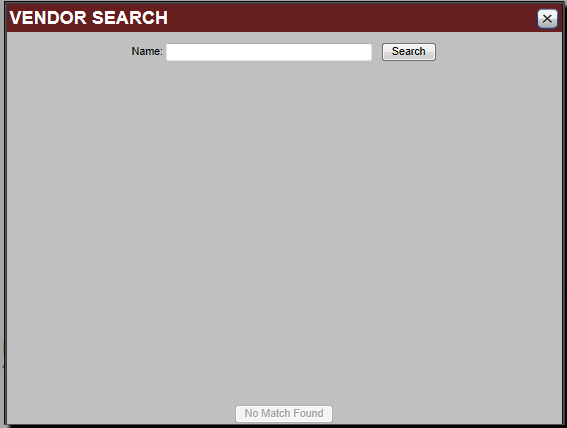 VENDOR SEARCH
Name: Search
No Match Found